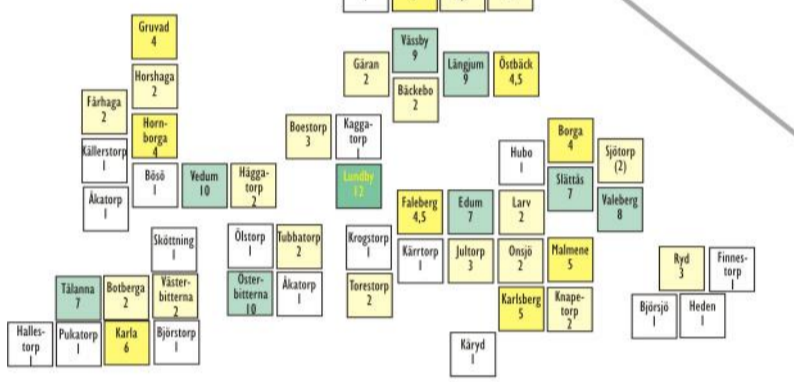 Gruvad
4
Vässby
9
Gäran
2
Längjum
9
Östbäck
4,5
Horshaga
2
Bäckebo
2
Fårhaga
2
Horn-
borga
4
Boestorp
3
Kagga-
torp
1
Borga
4
Hubo
1
Sjötorp
(2)
Källerstorp
1
Bösö
1
Vedum
10
Hägga-
torp
2
Lundby
12
Slättås
7
Åkatorp
1
Faleberg
4,5
Edum
7
Larv
2
Valeberg
8
Sköttning
1
Ölstorp
1
Tubbatorp
2
Krogstorp
1
Kärrtorp
1
Jultorp
3
Onsjö
2
Malmene
5
Ryd
3
Finnes-
torp
1
Tålanna
7
Botberga
2
Väster-
bitterna
2
Öster-
bitterna
10
Åkatorp
1
Torestorp
2
Karlsberg
5
Knape-
torp
2
Björsjö
1
Heden
1
Halles-
torp
1
Pukatorp
1
Karla
6
Björstorp
1
Käryd
1